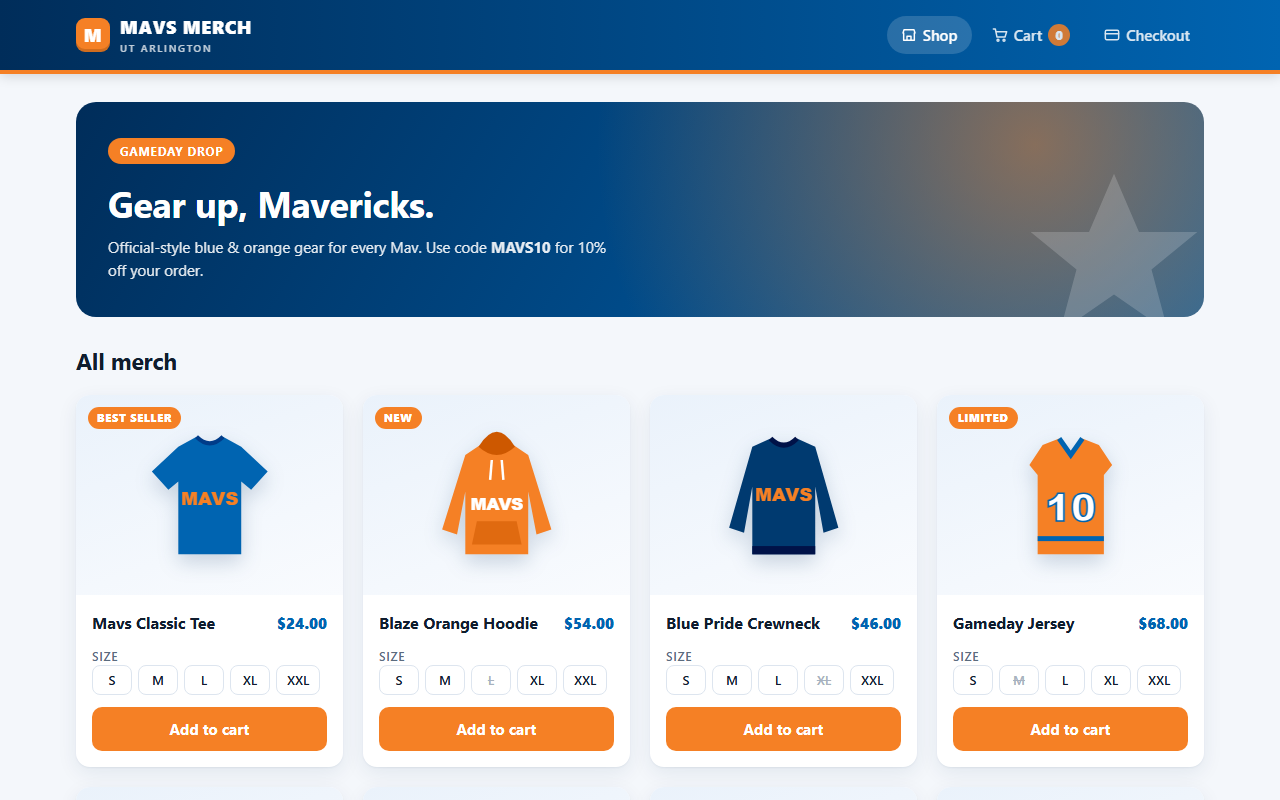 M
MAVS MERCH
UT ARLINGTON
Shop
Cart 0
Checkout
GAMEDAY DROP
Gear up, Mavericks.
Official-style blue & orange gear for every Mav. Use code MAVS10 for 10%
off your order.
All merch
BEST SELLER
MAVS
Mavs Classic Tee $24.00
SIZE
S M L XL XXL
Add to cart
NEW
MAVS
Blaze Orange Hoodie $54.00
SIZE
S M L XL XXL
Add to cart
MAVS
Blue Pride Crewneck $46.00
SIZE
S M L XL XXL
Add to cart
LIMITED
10
Gameday Jersey $68.00
SIZE
S M L XL XXL
Add to cart